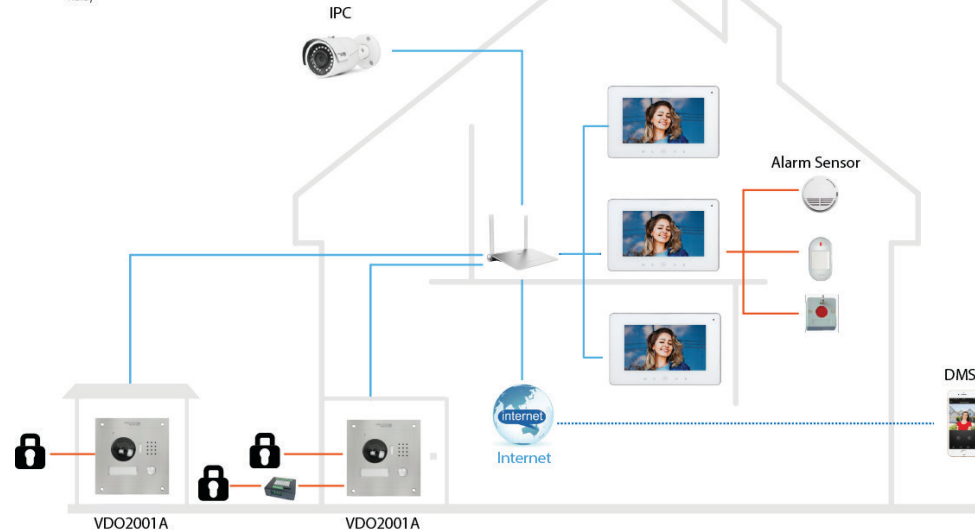 IPC
Alarm Sensor
DMS
internet
Internet
VDO2001A
VDO2001A